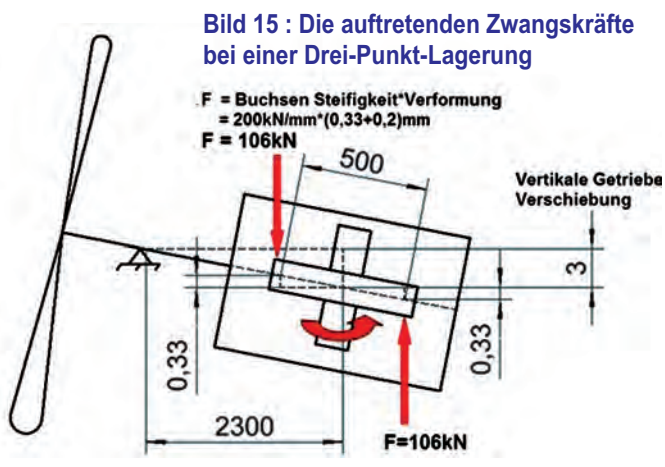 Bild 15 : Die auftretenden Zwangskräfte
bei einer Drei-Punkt-Lagerung
F = Buchsen Steifigkeit*Verformung
= 200kN/mm*(0,33+0,2)mm
F = 106kN
500
Vertikale Getriebe
Verschiebung
3
0,33
0,33
2300
F=106kN